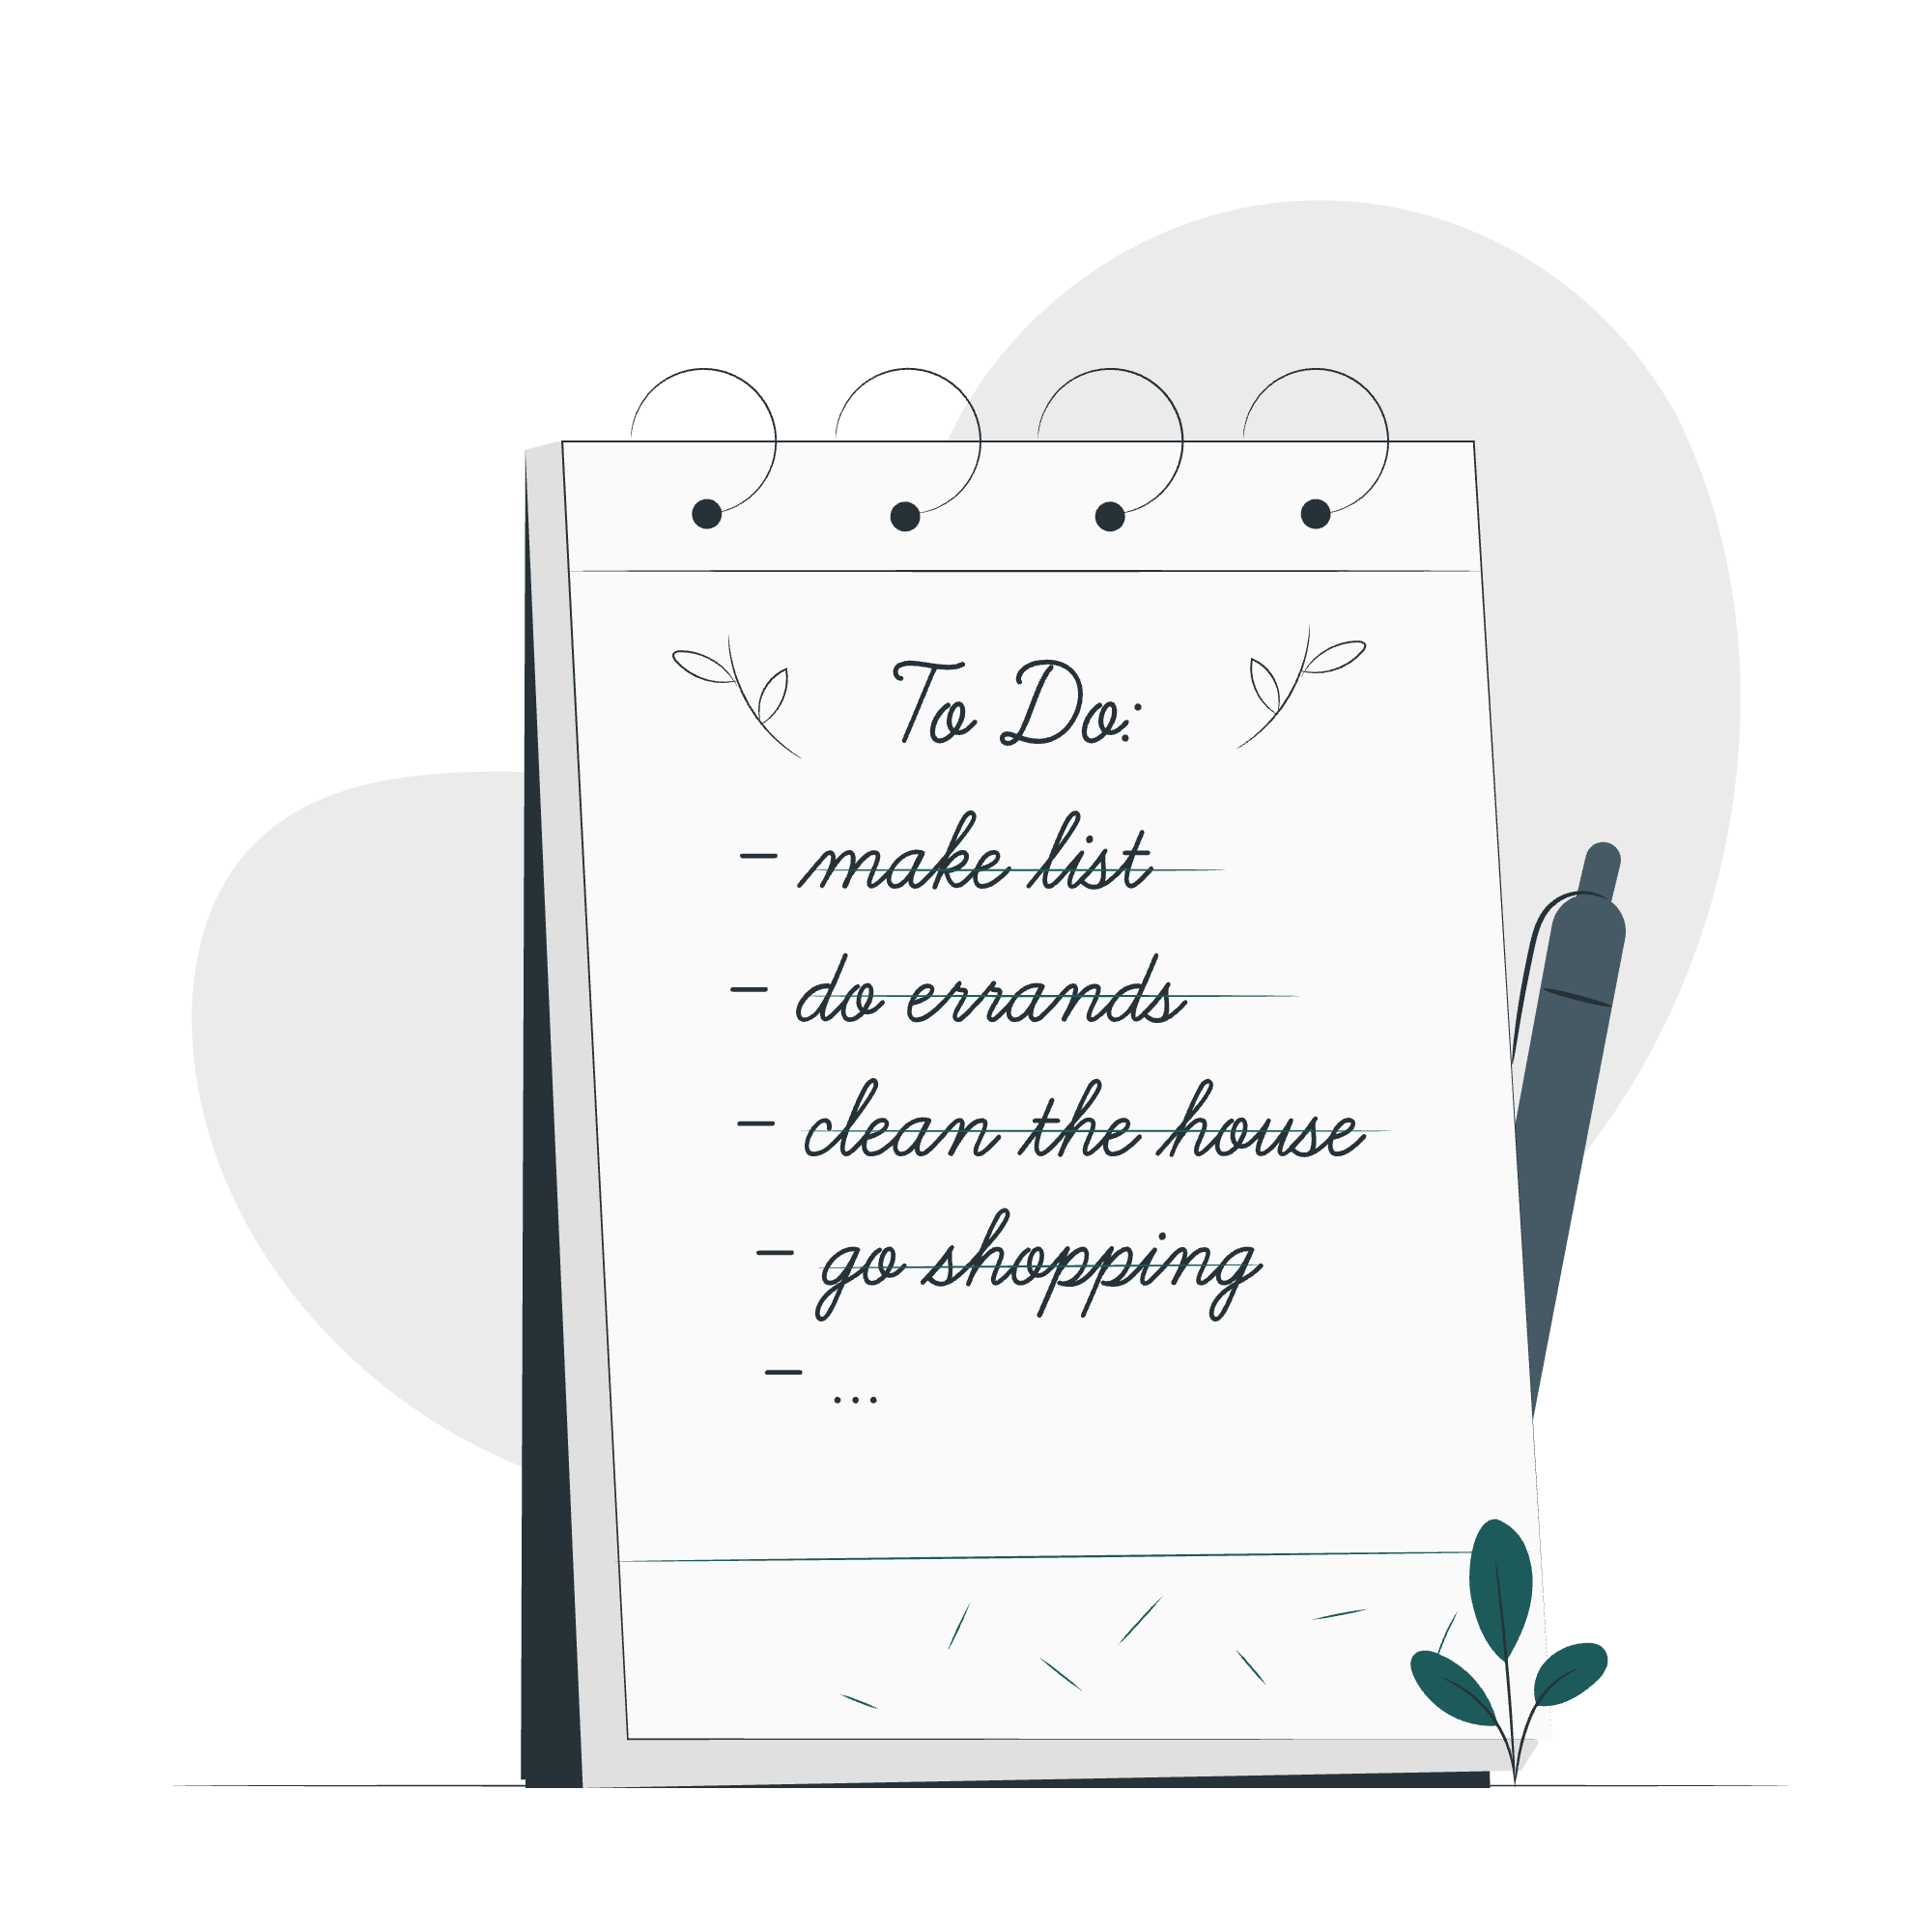 To Do:
- make list
- do errands
- clean the house
- go shopping
- ...